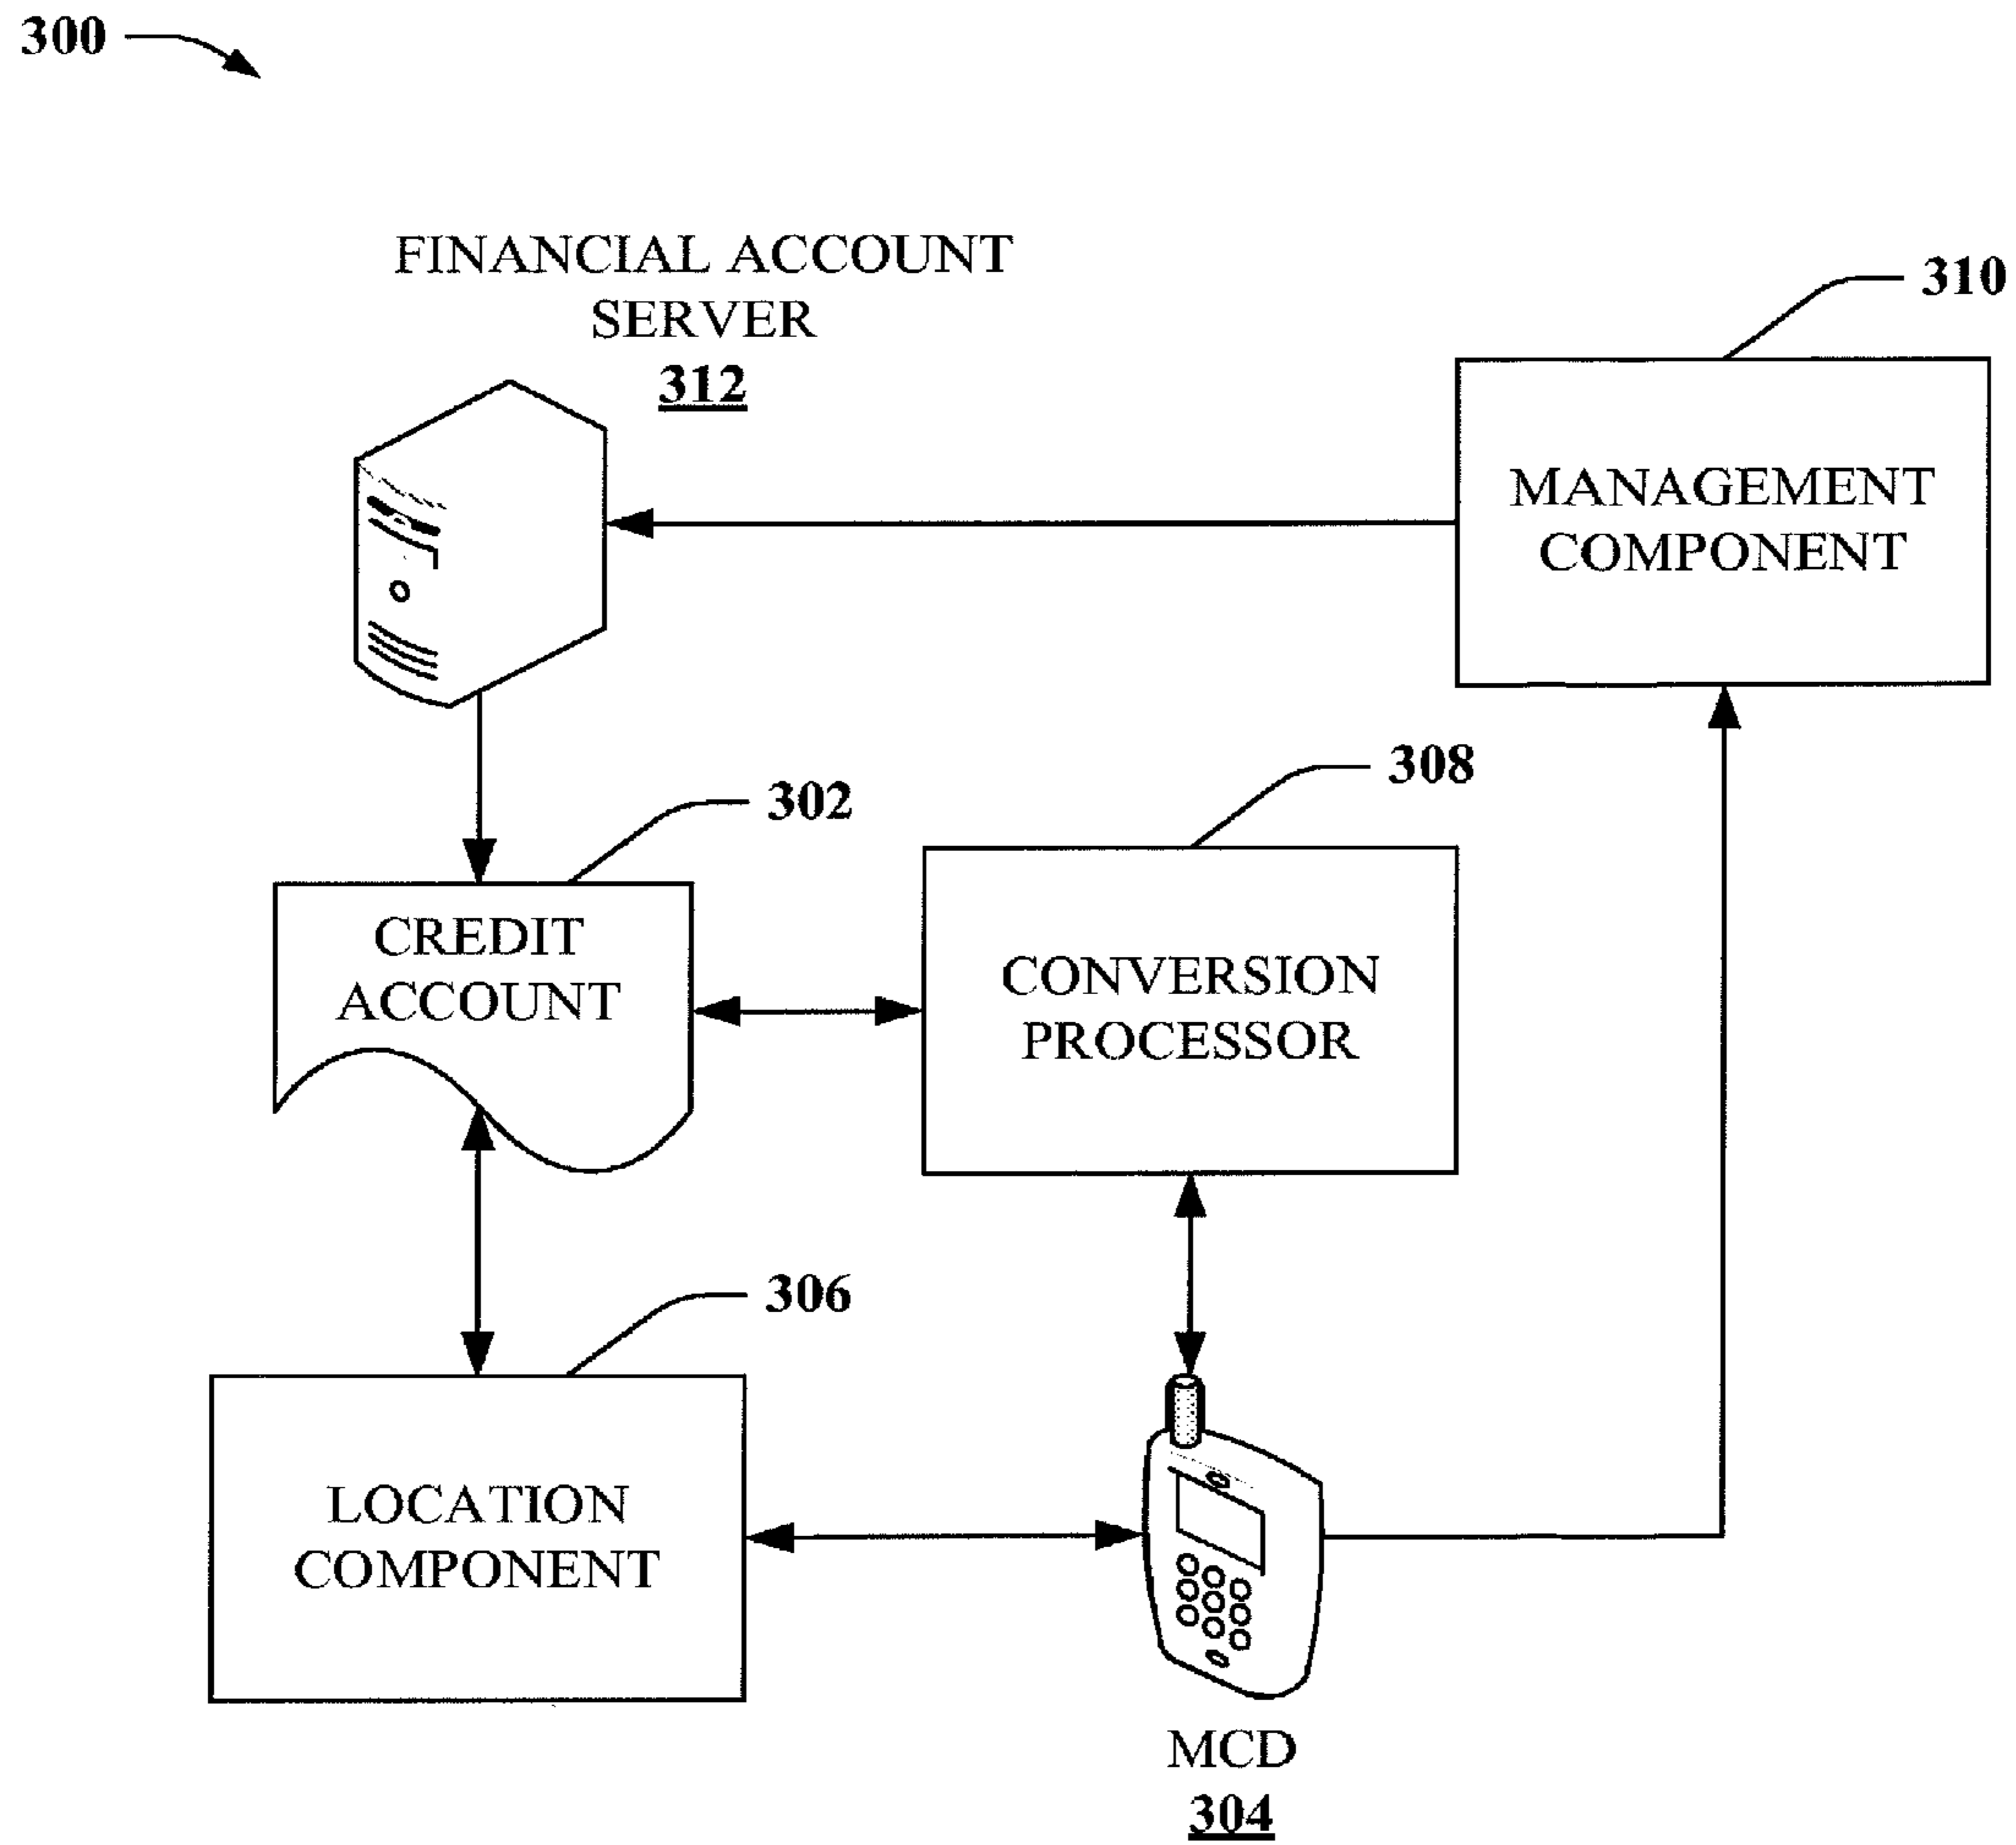 300
FINANCIAL ACCOUNT
SERVER
312
310
MANAGEMENT
COMPONENT
308
302
CREDIT
ACCOUNT
CONVERSION
PROCESSOR
306
LOCATION
COMPONENT
MCD
304